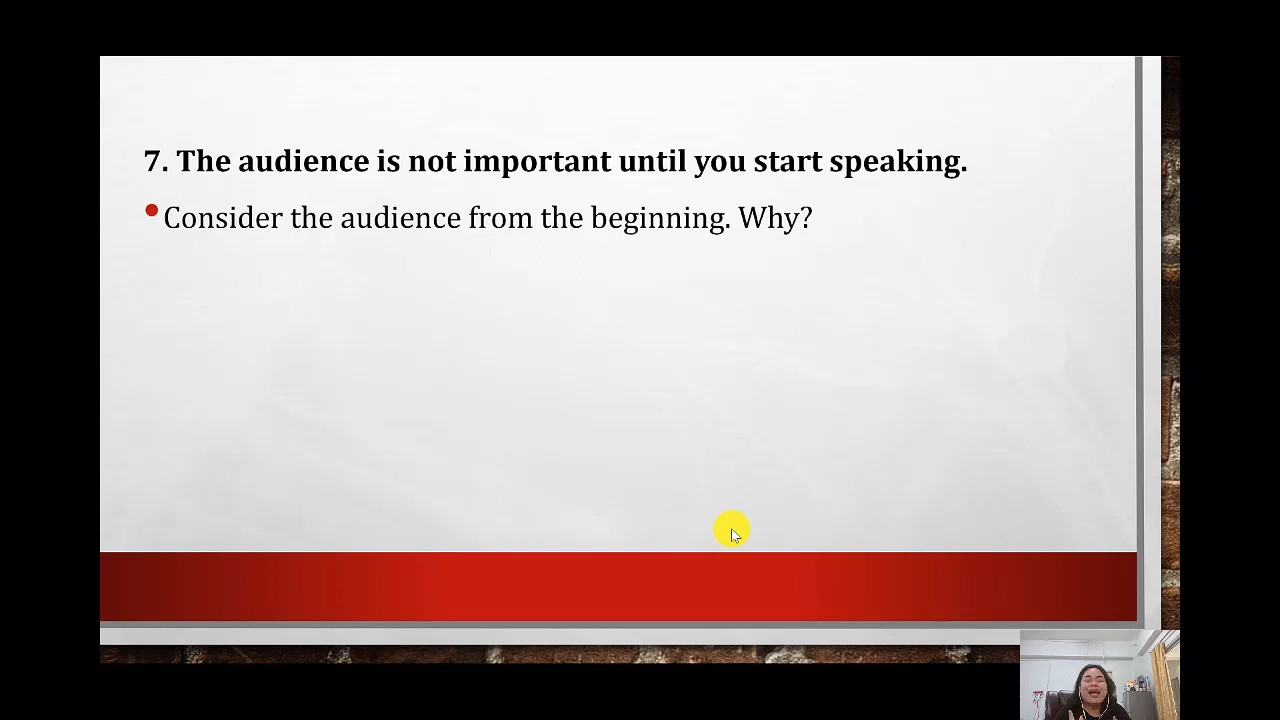 7. The audience is not important until you start speaking.
Consider the audience from the beginning. Why?